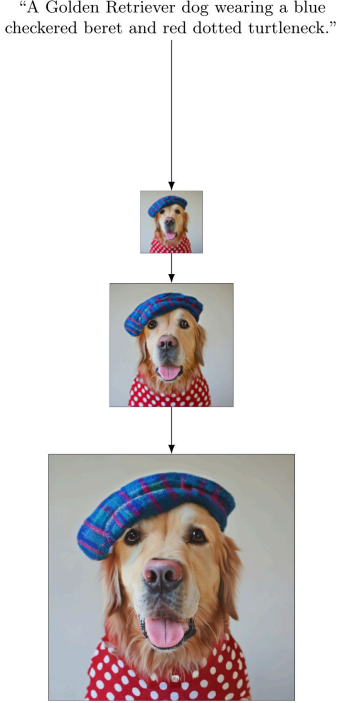 “A Golden Retriever dog wearing a blue
checkered beret and red dotted turtleneck.”